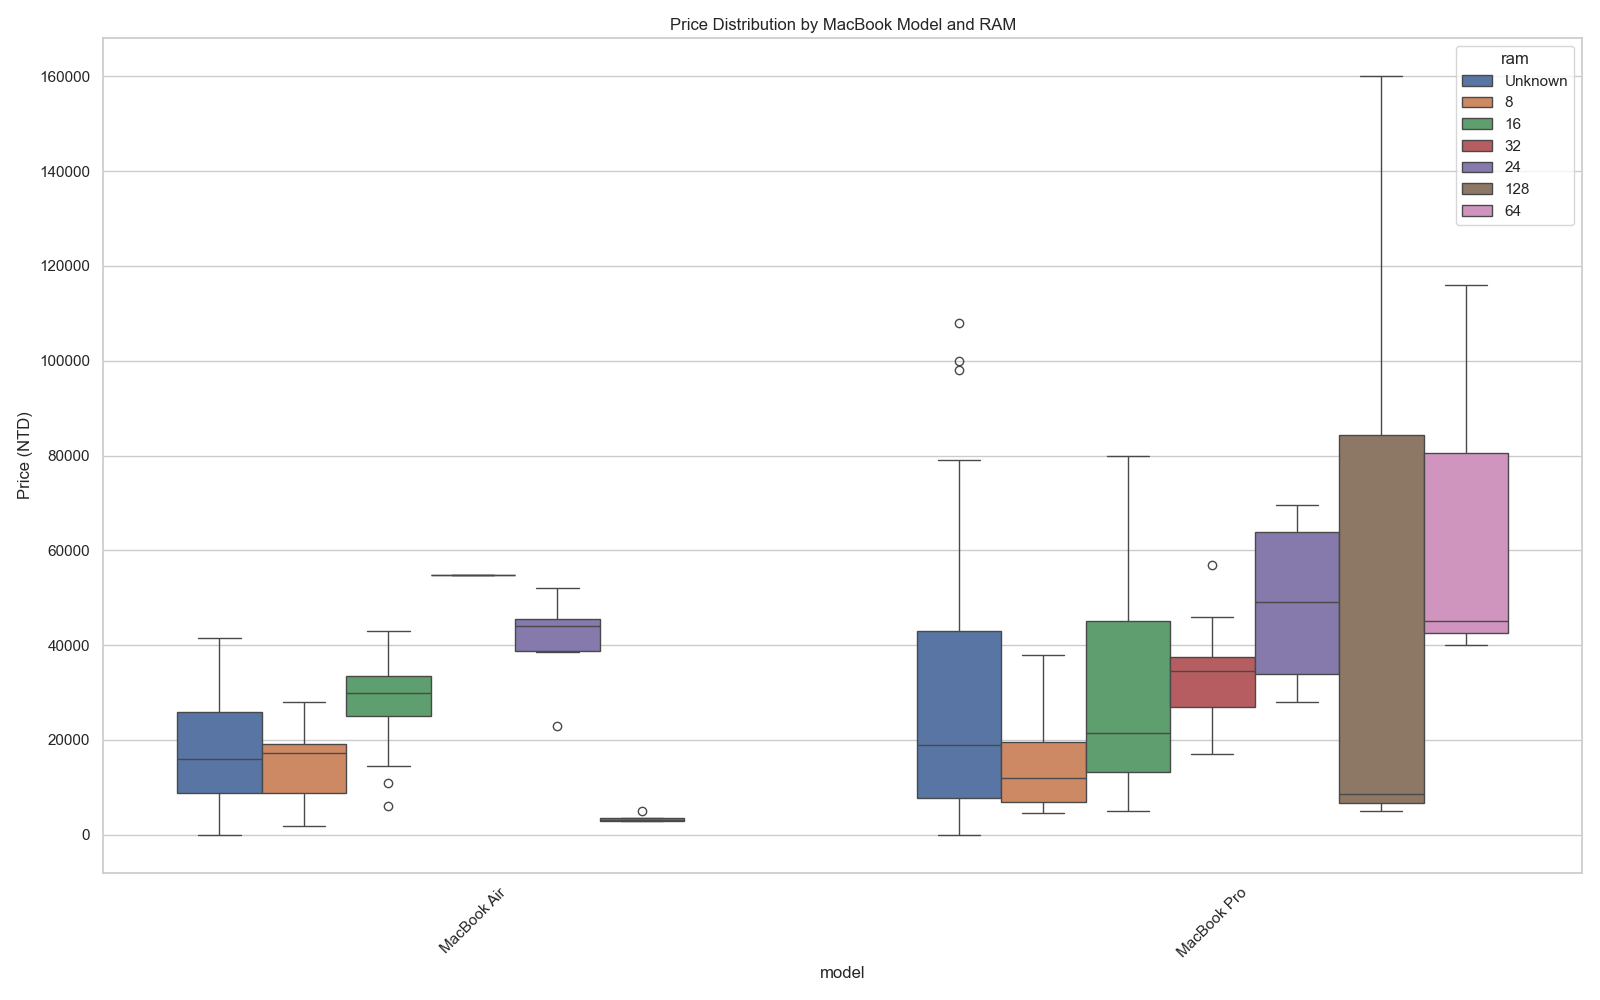 Price Distribution by MacBook Model and RAM
ram
Unknown
8
16
32
24
128
64
160000
140000
120000
100000
80000
60000
40000
20000
0
Price (NTD)
MacBook Air
MacBook Pro
model